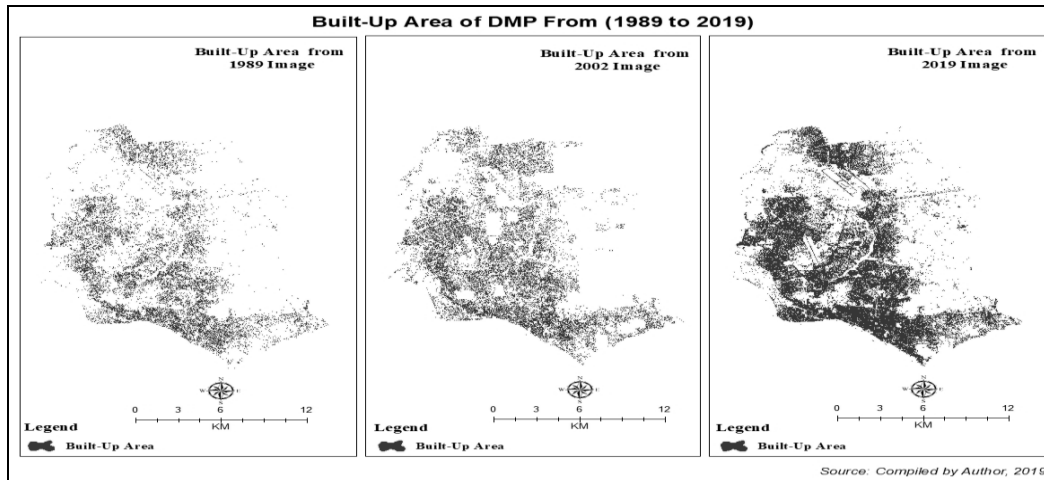 Built-Up Area of DMP From (1989 to 2019)
Built-Up Area from
1989 Image
N
W E
S
0 3 6 12
KM
Legend
Built-Up Area
Built-Up Area from
2002 Image
N
W E
S
0 3 6 12
KM
Legend
Built-Up Area
Built-Up Area from
2019 Image
N
W E
S
0 3 6 12
KM
Legend
Built-Up Area
Source: Compiled by Author, 2019